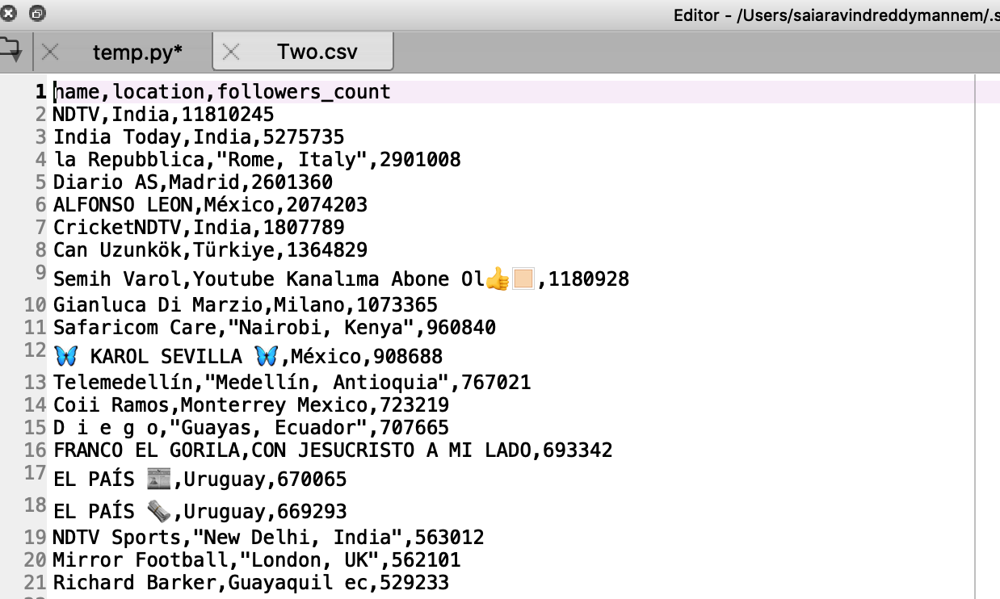 Editor - /Users/saiaravindreddymannem/.s
temp.py*
Two.csv
1 name,location,followers_count
2 NDTV,India,11810245
3 India Today,India,5275735
4 la Repubblica,"Rome, Italy",2901008
5 Diario AS,Madrid,2601360
6 ALFONSO LEON,México,2074203
7 CricketNDTV,India,1807789
8 Can Uzunkök,Türkiye,1364829
9 Semih Varol,Youtube Kanalıma Abone Ol👍🏼,1180928
10 Gianluca Di Marzio,Milano,1073365
11 Safaricom Care,"Nairobi, Kenya",960840
12 🦋 KAROL SEVILLA 🦋,México,908688
13 Telemedellín,"Medellín, Antioquia",767021
14 Coii Ramos,Monterrey Mexico,723219
15 D i e g o,"Guayas, Ecuador",707665
16 FRANCO EL GORILA,CON JESUCRISTO A MI LADO,693342
17 EL PAÍS 📰,Uruguay,670065
18 EL PAÍS 🗞,Uruguay,669293
19 NDTV Sports,"New Delhi, India",563012
20 Mirror Football,"London, UK",562101
21 Richard Barker,Guayaquil ec,529233